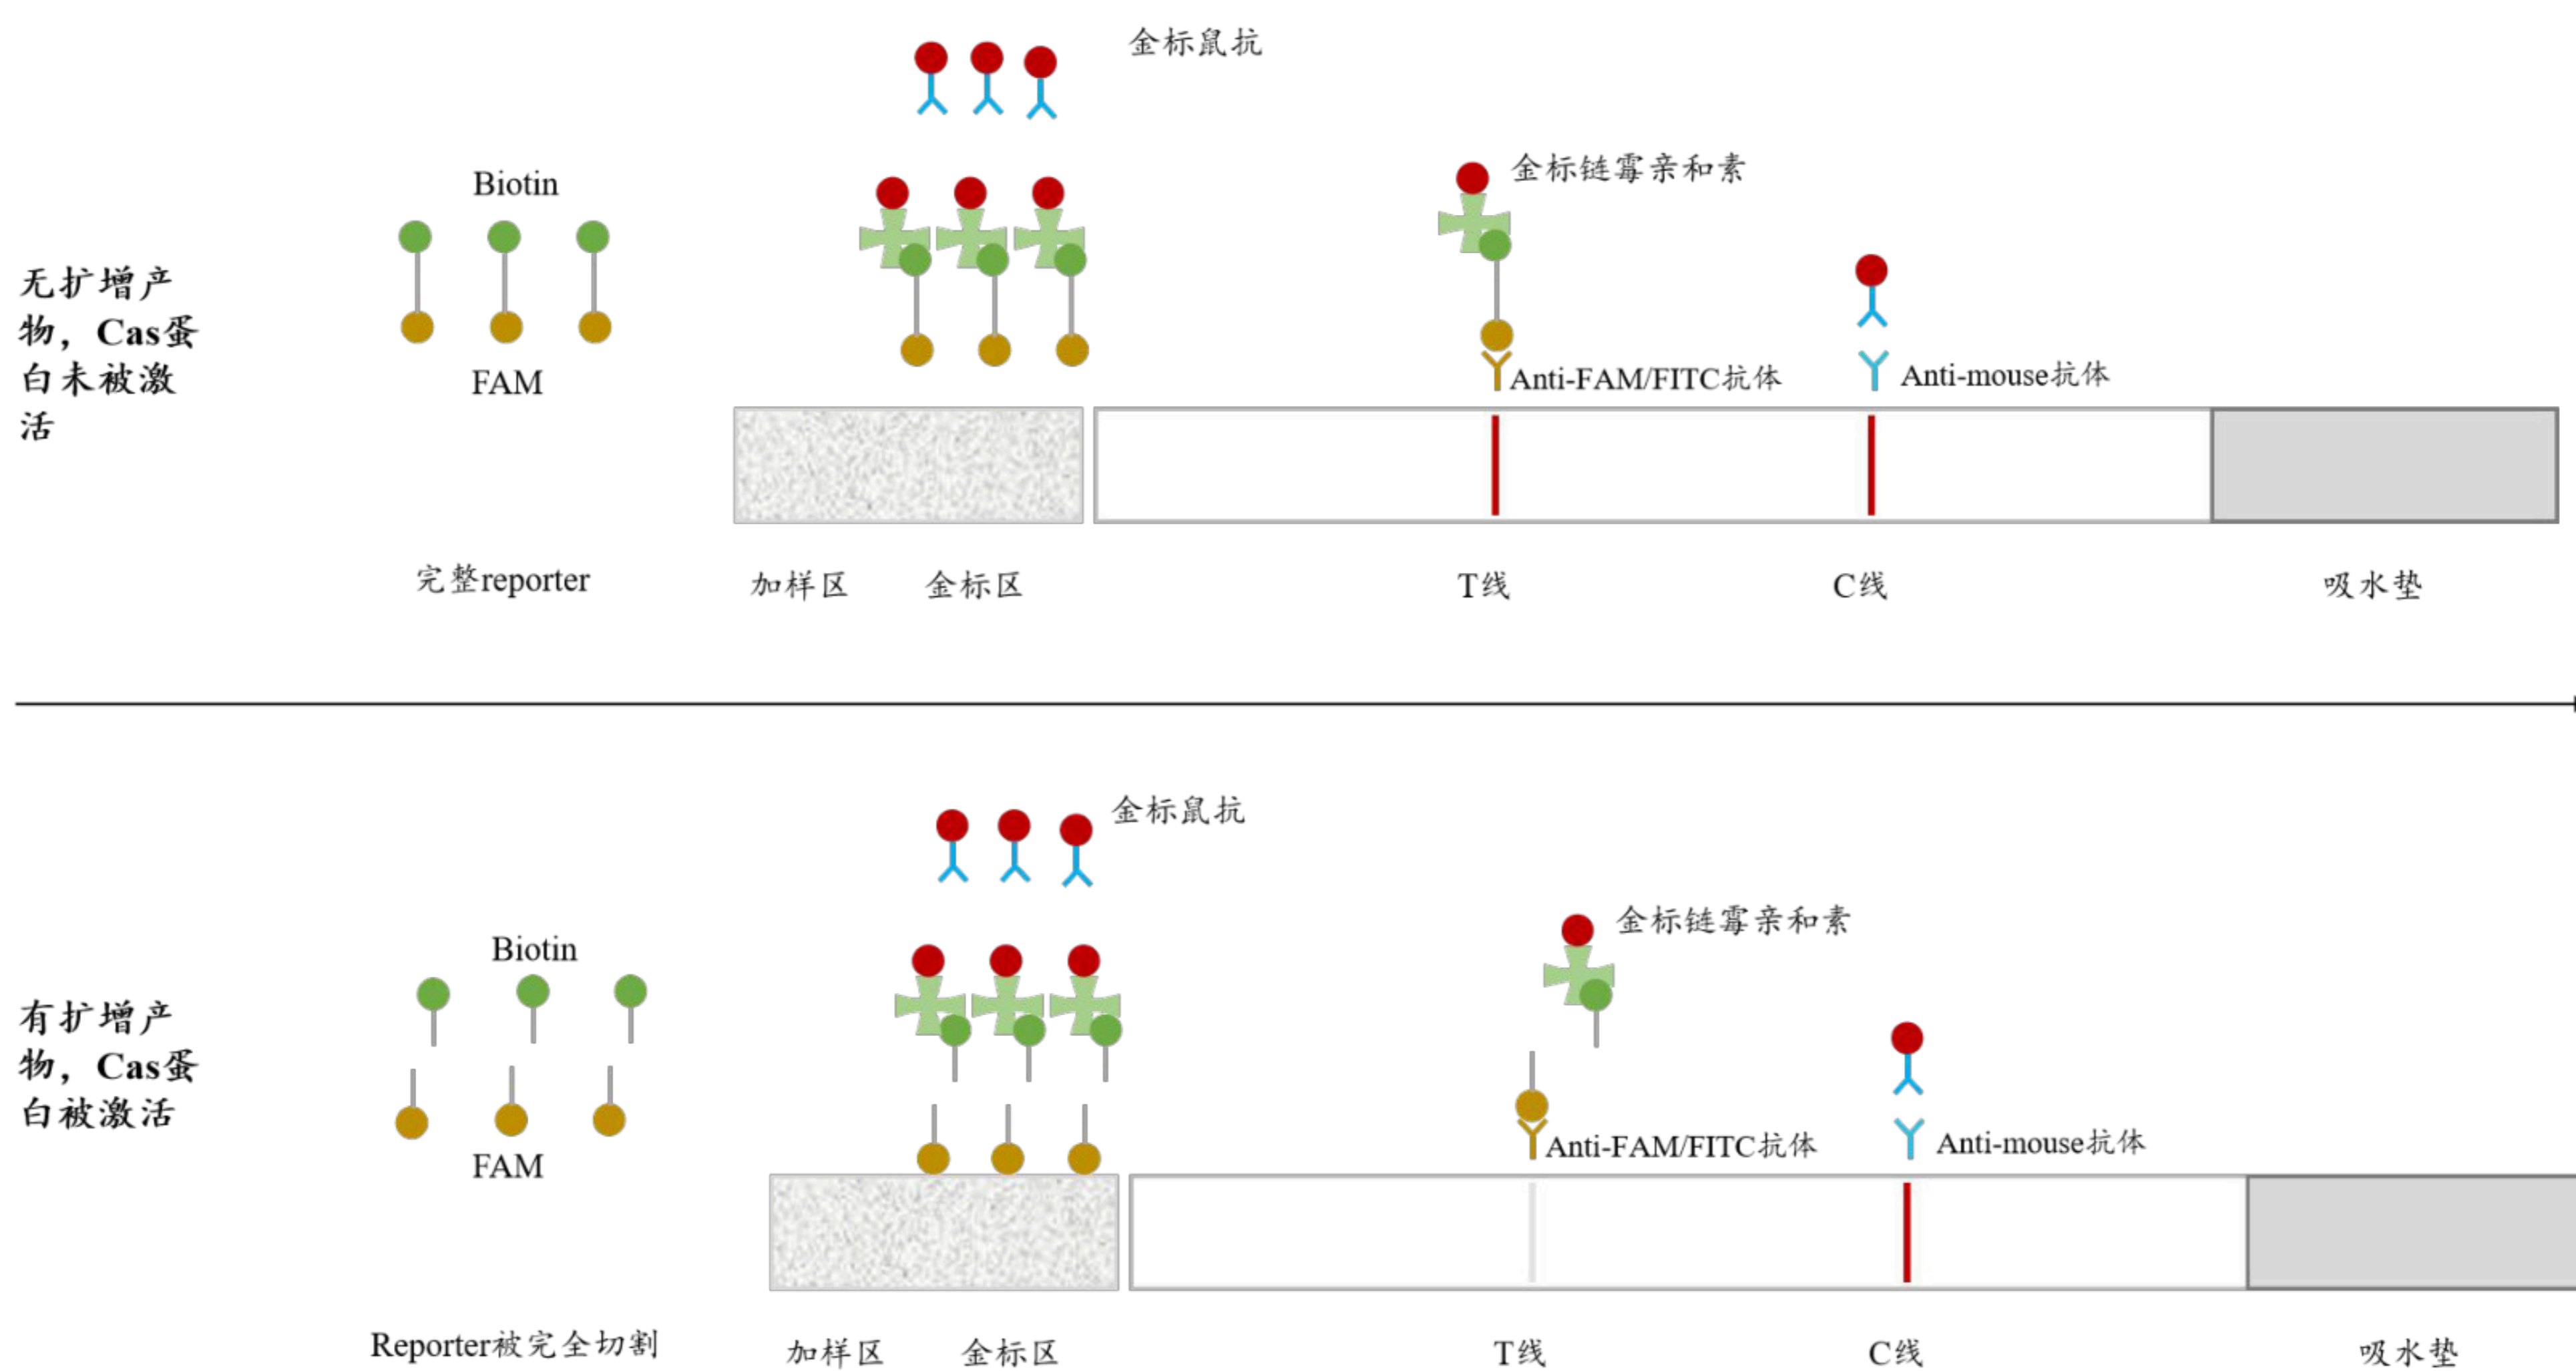 金标鼠抗
金标链霉亲和素
Biotin
无扩增产
物，Cas蛋
白未被激
活
FAM
Anti-FAM/FITC抗体
Anti-mouse抗体
完整reporter
加样区
金标区
T线
C线
吸水垫
金标鼠抗
金标链霉亲和素
Biotin
有扩增产
物，Cas蛋
白被激活
FAM
Anti-FAM/FITC抗体
Anti-mouse抗体
Reporter被完全切割
加样区
金标区
T线
C线
吸水垫